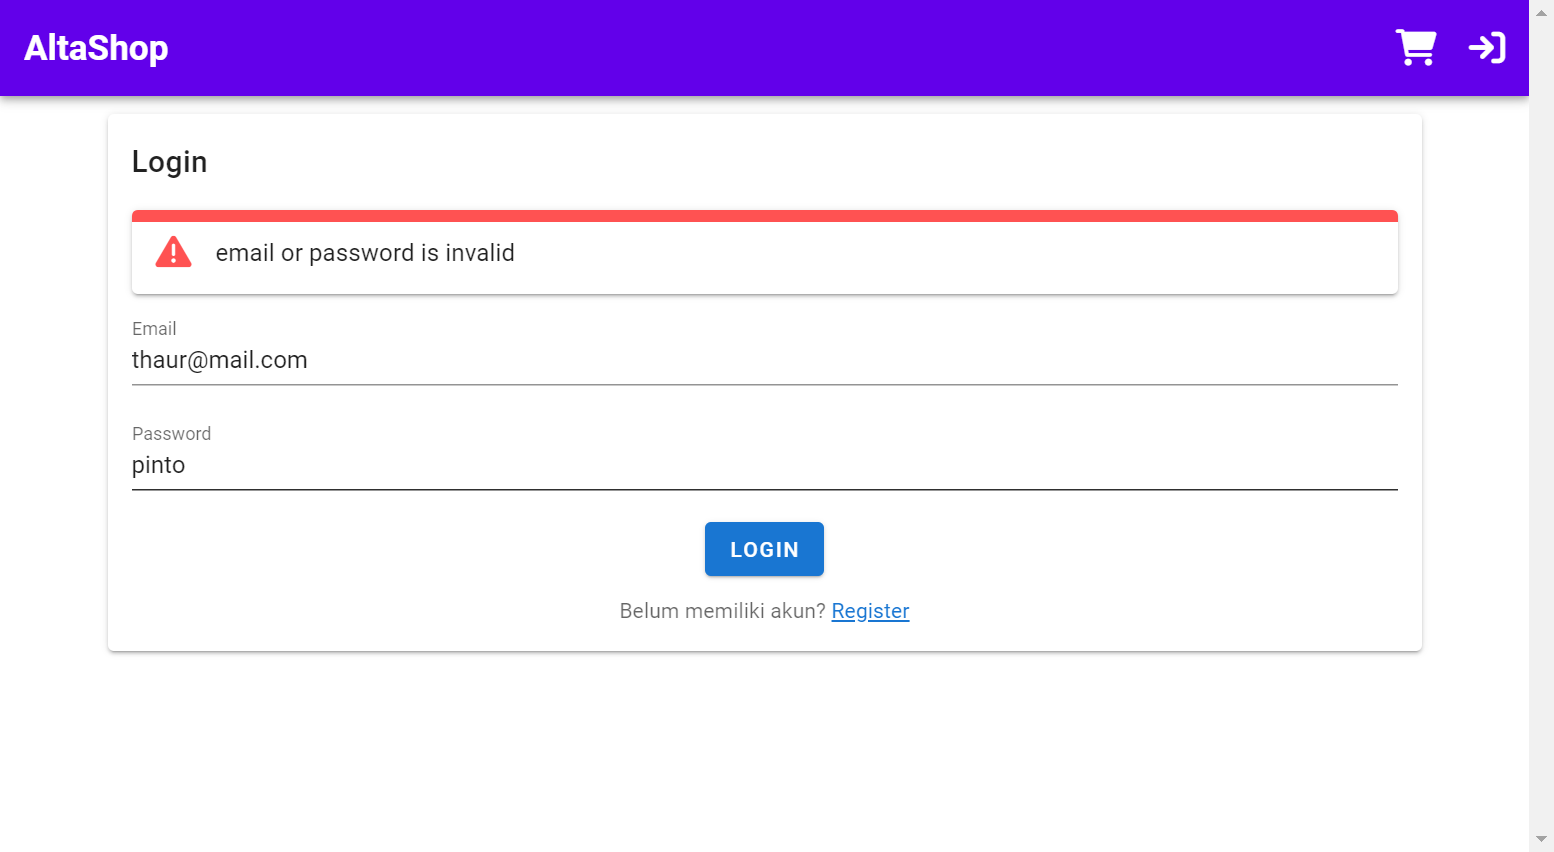 AltaShop
Login
email or password is invalid
Email
thaur@mail.com
Password
pinto
LOGIN
Belum memiliki akun? Register